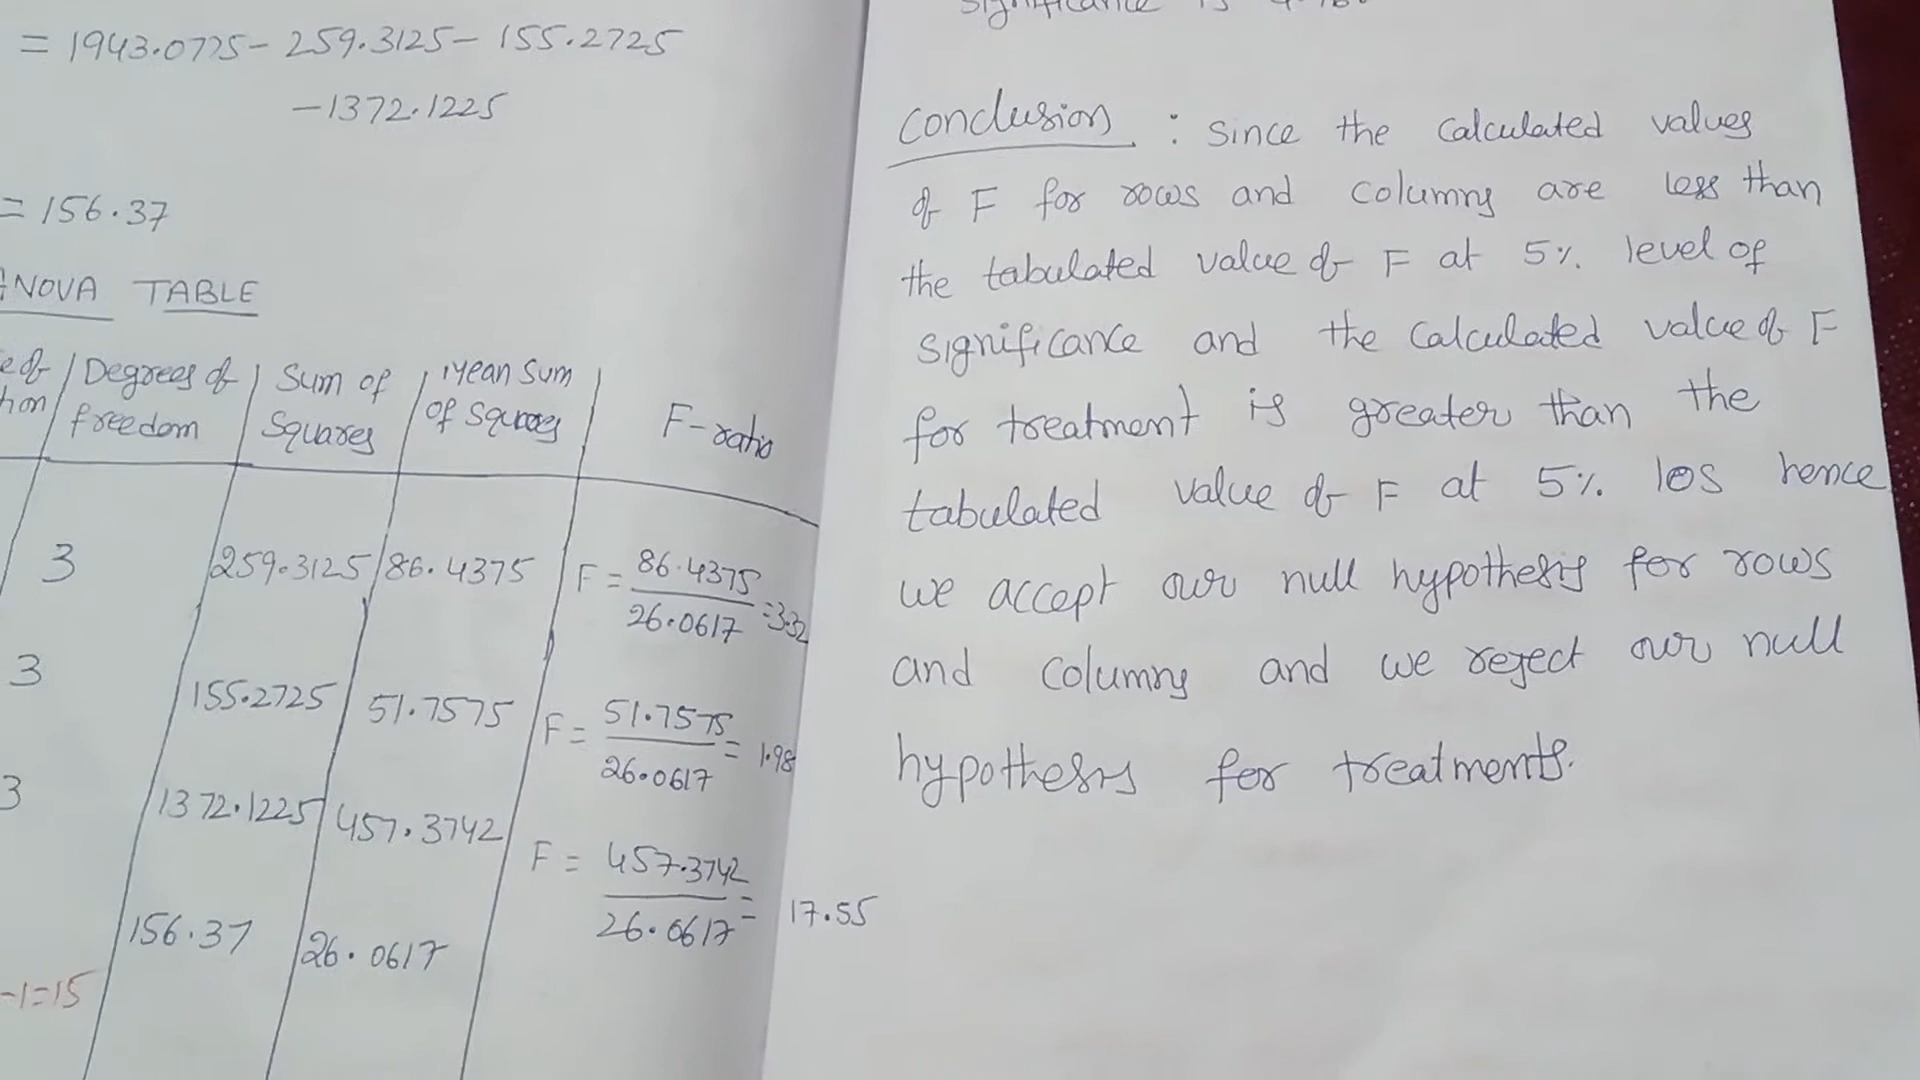 = 1943.0775 - 259.3125 - 155.2725
- 1372.1225
= 156.37
ANOVA TABLE
e of | Degrees of | Sum of | Mean Sum
tion | freedom | Squares | of Squares | F-ratio
3 | 259.3125 | 86.4375 | F = 86.4375 / 26.0617 = 3.32
3 | 155.2725 | 51.7575 | F = 51.7575 / 26.0617 = 1.98
3 | 1372.1225 | 457.3742 | F = 457.3742 / 26.0617 = 17.55
156.37 | 26.0617
-1=15
significance is
Conclusion : Since the calculated values
of F for rows and columns are less than
the tabulated value of F at 5%. level of
significance and the calculated value of F
for treatment is greater than the
tabulated value of F at 5%. los hence
we accept our null hypothesis for rows
and columns and we reject our null
hypothesis for treatments.